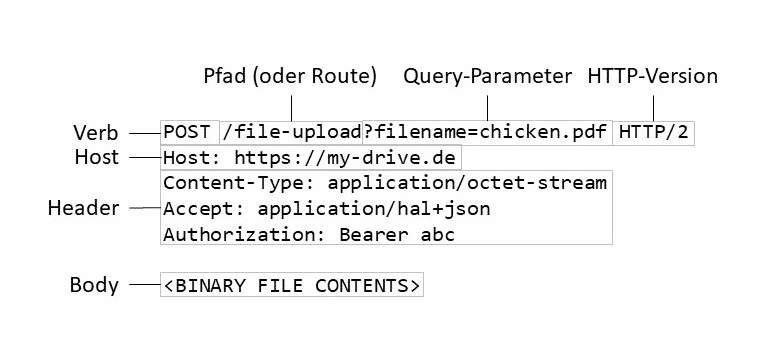 Pfad (oder Route) Query-Parameter HTTP-Version
Verb POST /file-upload?filename=chicken.pdf HTTP/2
Host Host: https://my-drive.de
Content-Type: application/octet-stream
Header Accept: application/hal+json
Authorization: Bearer abc
Body <BINARY FILE CONTENTS>